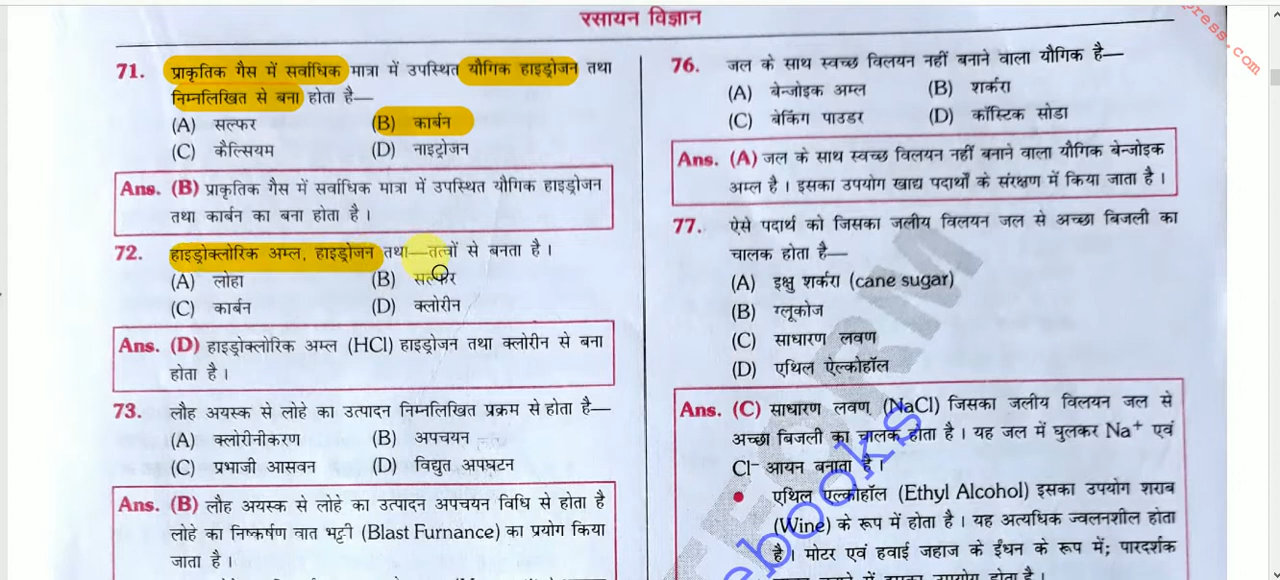 रसायन विज्ञान
ress.com
71. प्राकृतिक गैस में सर्वाधिक मात्रा में उपस्थित यौगिक हाइड्रोजन तथा
निम्नलिखित से बना होता है—
(A) सल्फर (B) कार्बन
(C) कैल्सियम (D) नाइट्रोजन
Ans. (B) प्राकृतिक गैस में सर्वाधिक मात्रा में उपस्थित यौगिक हाइड्रोजन
तथा कार्बन का बना होता है।
72. हाइड्रोक्लोरिक अम्ल, हाइड्रोजन तथा—तत्वों से बनता है।
(A) लोहा (B) सल्फर
(C) कार्बन (D) क्लोरीन
Ans. (D) हाइड्रोक्लोरिक अम्ल (HCl) हाइड्रोजन तथा क्लोरीन से बना
होता है।
73. लौह अयस्क से लोहे का उत्पादन निम्नलिखित प्रक्रम से होता है—
(A) क्लोरीनीकरण (B) अपचयन
(C) प्रभाजी आसवन (D) विद्युत अपघटन
Ans. (B) लौह अयस्क से लोहे का उत्पादन अपचयन विधि से होता है
लोहे का निष्कर्षण वात भट्टी (Blast Furnance) का प्रयोग किया
जाता है।
76. जल के साथ स्वच्छ विलयन नहीं बनाने वाला यौगिक है—
(A) बेन्जोइक अम्ल (B) शर्करा
(C) बेकिंग पाउडर (D) कॉस्टिक सोडा
Ans. (A) जल के साथ स्वच्छ विलयन नहीं बनाने वाला यौगिक बेन्जोइक
अम्ल है। इसका उपयोग खाद्य पदार्थों के संरक्षण में किया जाता है।
77. ऐसे पदार्थ को जिसका जलीय विलयन जल से अच्छा बिजली का
चालक होता है—
(A) इक्षु शर्करा (cane sugar)
(B) ग्लूकोज
(C) साधारण लवण
(D) एथिल ऐल्कोहॉल
Ans. (C) साधारण लवण (NaCl) जिसका जलीय विलयन जल से
अच्छा बिजली का चालक होता है। यह जल में घुलकर Na⁺ एवं
Cl⁻ आयन बनाता है।
• एथिल एल्कोहॉल (Ethyl Alcohol) इसका उपयोग शराब
(Wine) के रूप में होता है। यह अत्यधिक ज्वलनशील होता
है। मोटर एवं हवाई जहाज के ईंधन के रूप में; पारदर्शक
ebooks